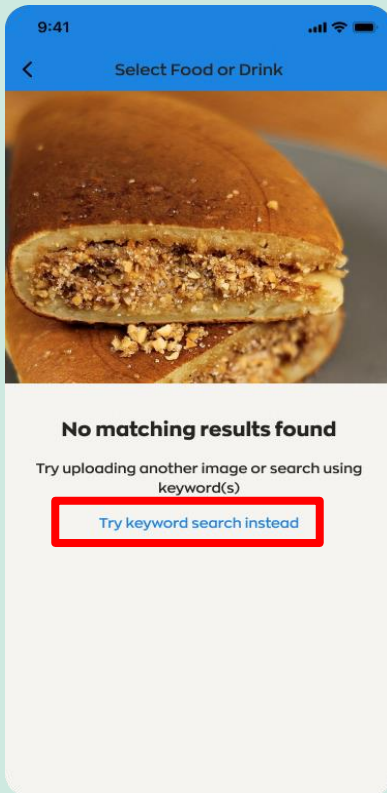 9:41
Select Food or Drink
No matching results found
Try uploading another image or search using
keyword(s)
Try keyword search instead